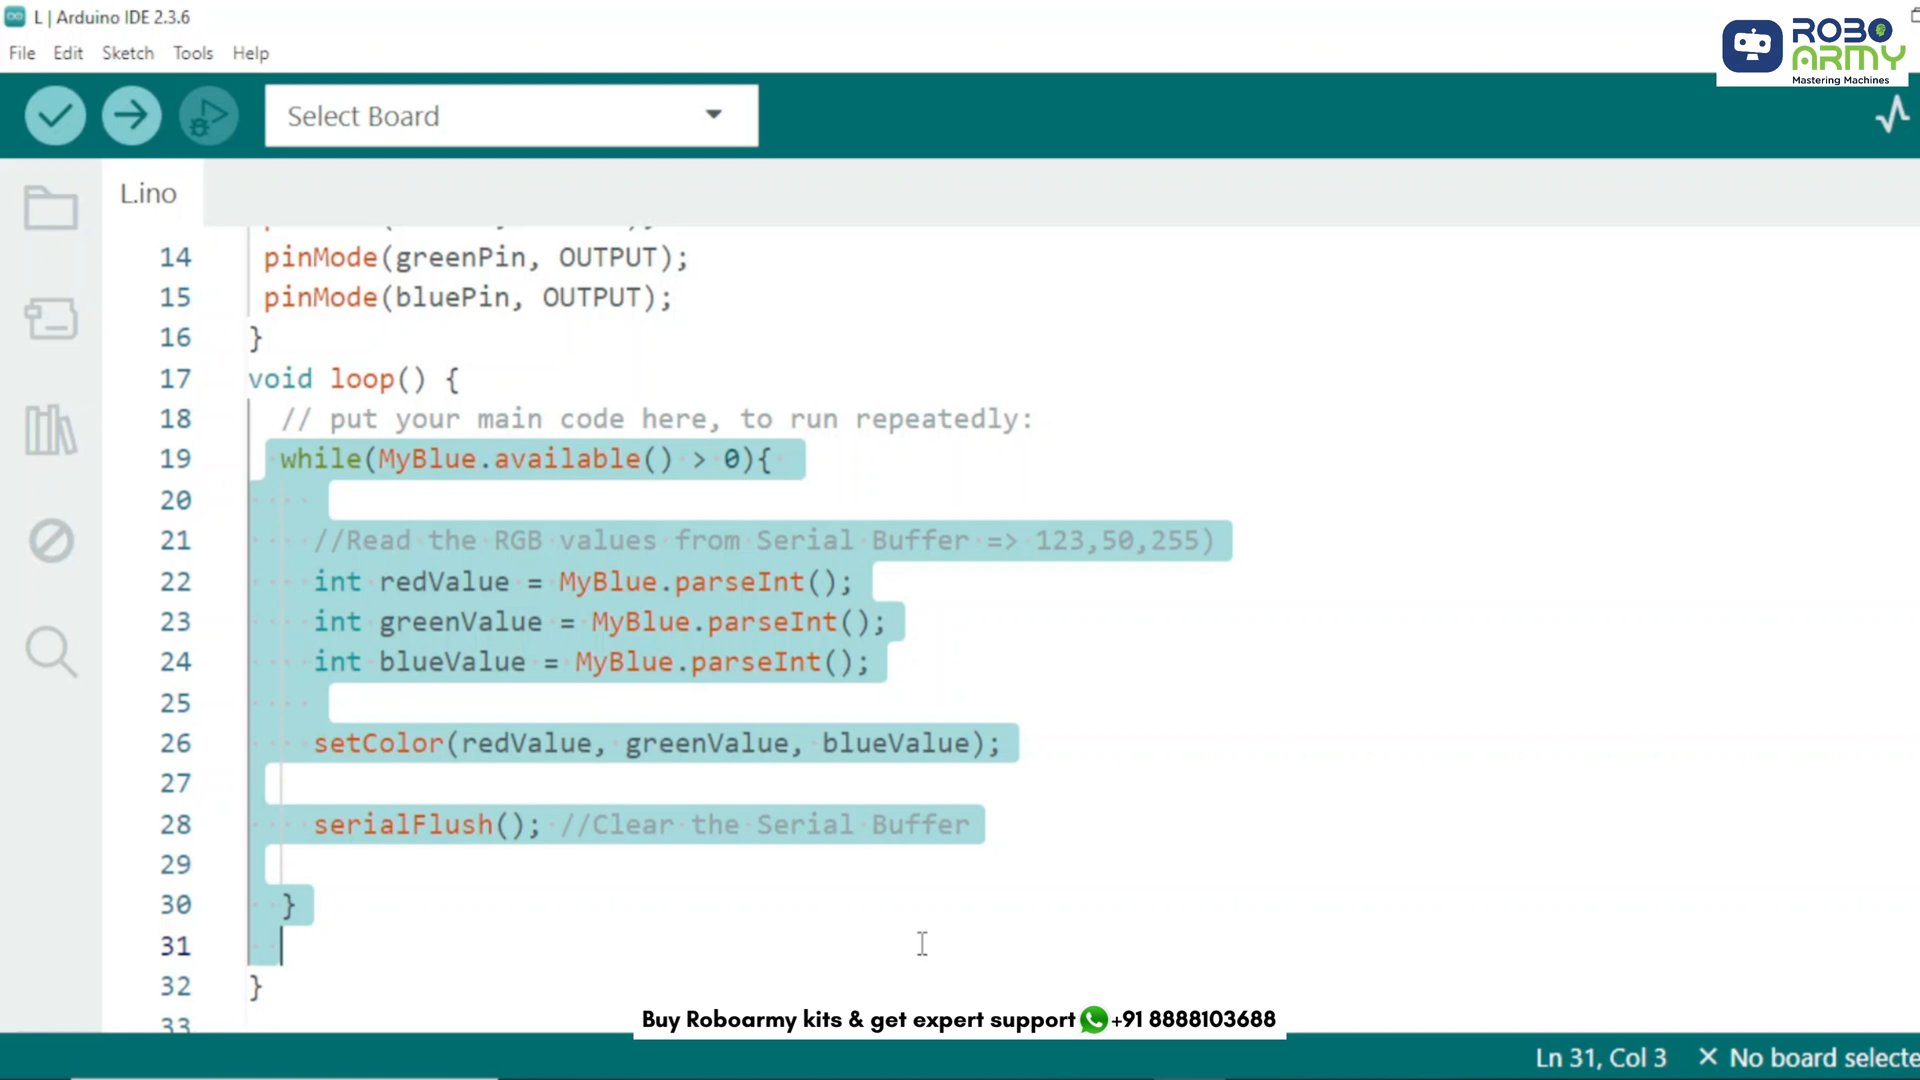 L | Arduino IDE 2.3.6
ROBO
ARMY
Mastering Machines
File Edit Sketch Tools Help
Select Board
L.ino
14 pinMode(greenPin, OUTPUT);
15 pinMode(bluePin, OUTPUT);
16 }
17 void loop() {
18 // put your main code here, to run repeatedly:
19 while(MyBlue.available() > 0){
20
21 //Read the RGB values from Serial Buffer => 123,50,255)
22 int redValue = MyBlue.parseInt();
23 int greenValue = MyBlue.parseInt();
24 int blueValue = MyBlue.parseInt();
25
26 setColor(redValue, greenValue, blueValue);
27
28 serialFlush(); //Clear the Serial Buffer
29
30 }
31
32 }
33
Buy Roboarmy kits & get expert support +91 8888103688
Ln 31, Col 3 No board selecte